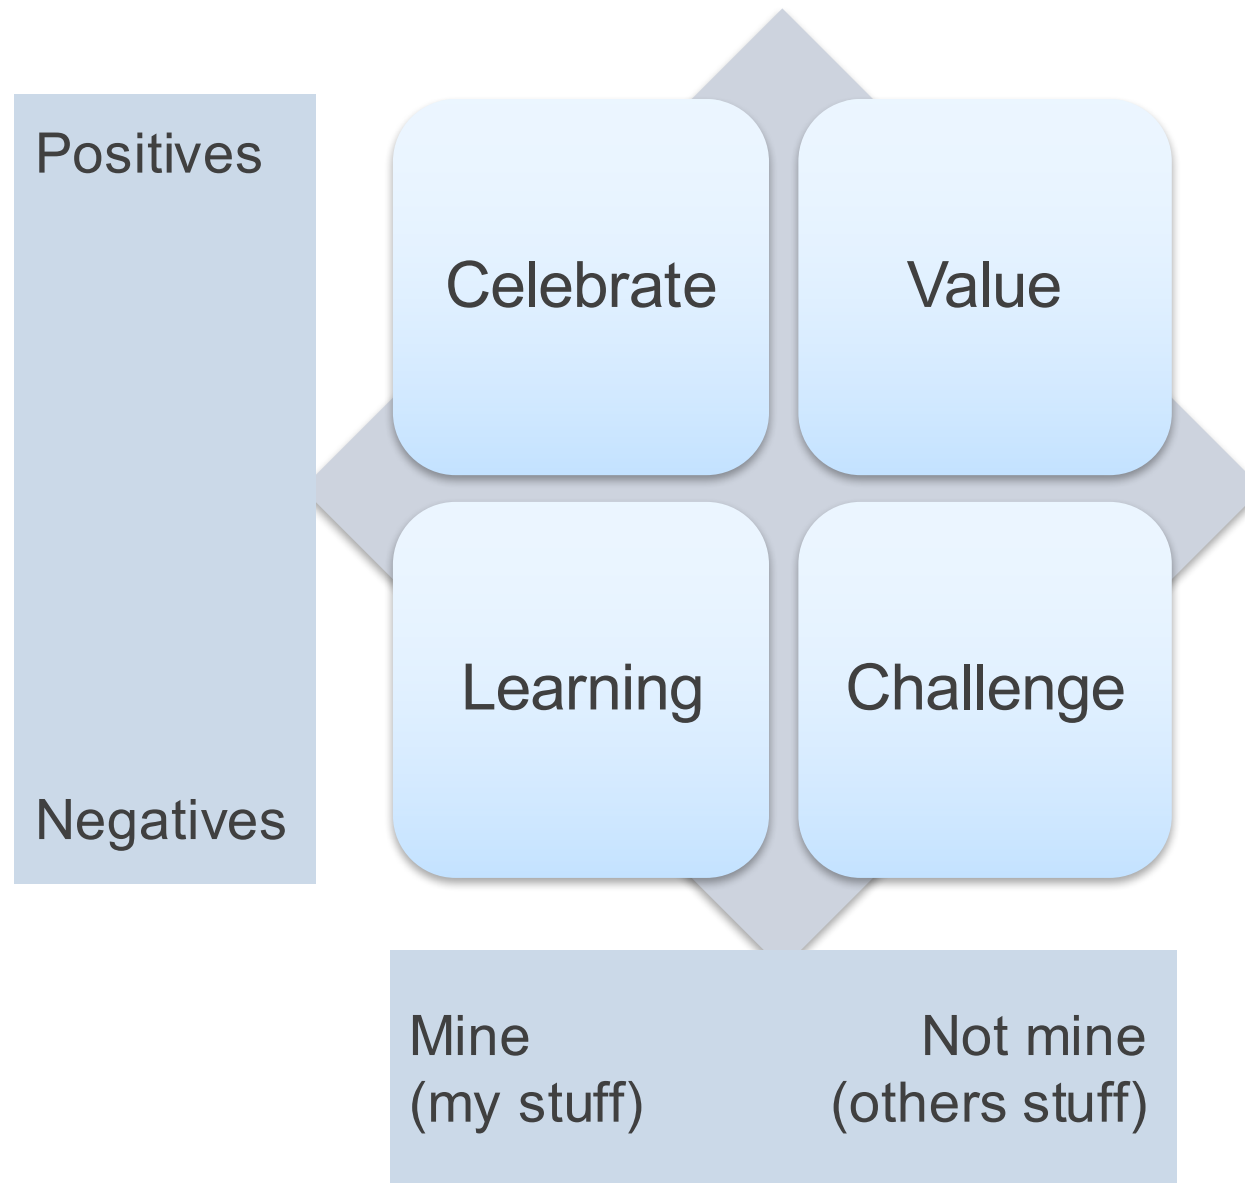 Positives
Celebrate
Value
Learning
Challenge
Negatives
Mine
(my stuff)
Not mine
(others stuff)